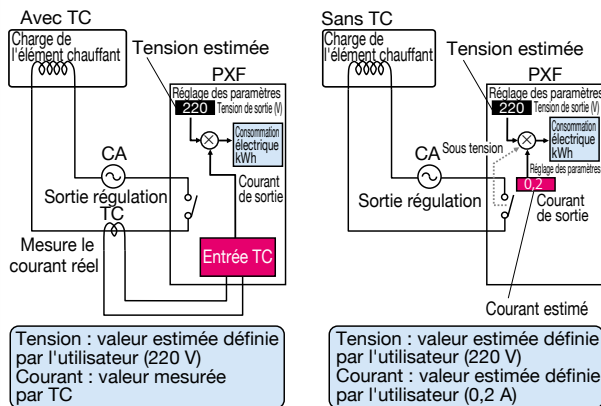 Avec TC
Charge de
l'élément chauffant
Tension estimée
PXF
Réglage des paramètres
220 Tension de sortie (V)
Consommation
électrique
kWh
CA
Courant
de sortie
Sortie régulation
TC
Mesure le
courant réel
Entrée TC
Tension : valeur estimée définie
par l'utilisateur (220 V)
Courant : valeur mesurée
par TC
Sans TC
Charge de
l'élément chauffant
Tension estimée
PXF
Réglage des paramètres
220 Tension de sortie (V)
Consommation
électrique
kWh
Sous tension
CA
Réglage des paramètres
0,2
Sortie régulation
Courant
de sortie
Courant estimé
Tension : valeur estimée définie
par l'utilisateur (220 V)
Courant : valeur estimée définie
par l'utilisateur (0,2 A)